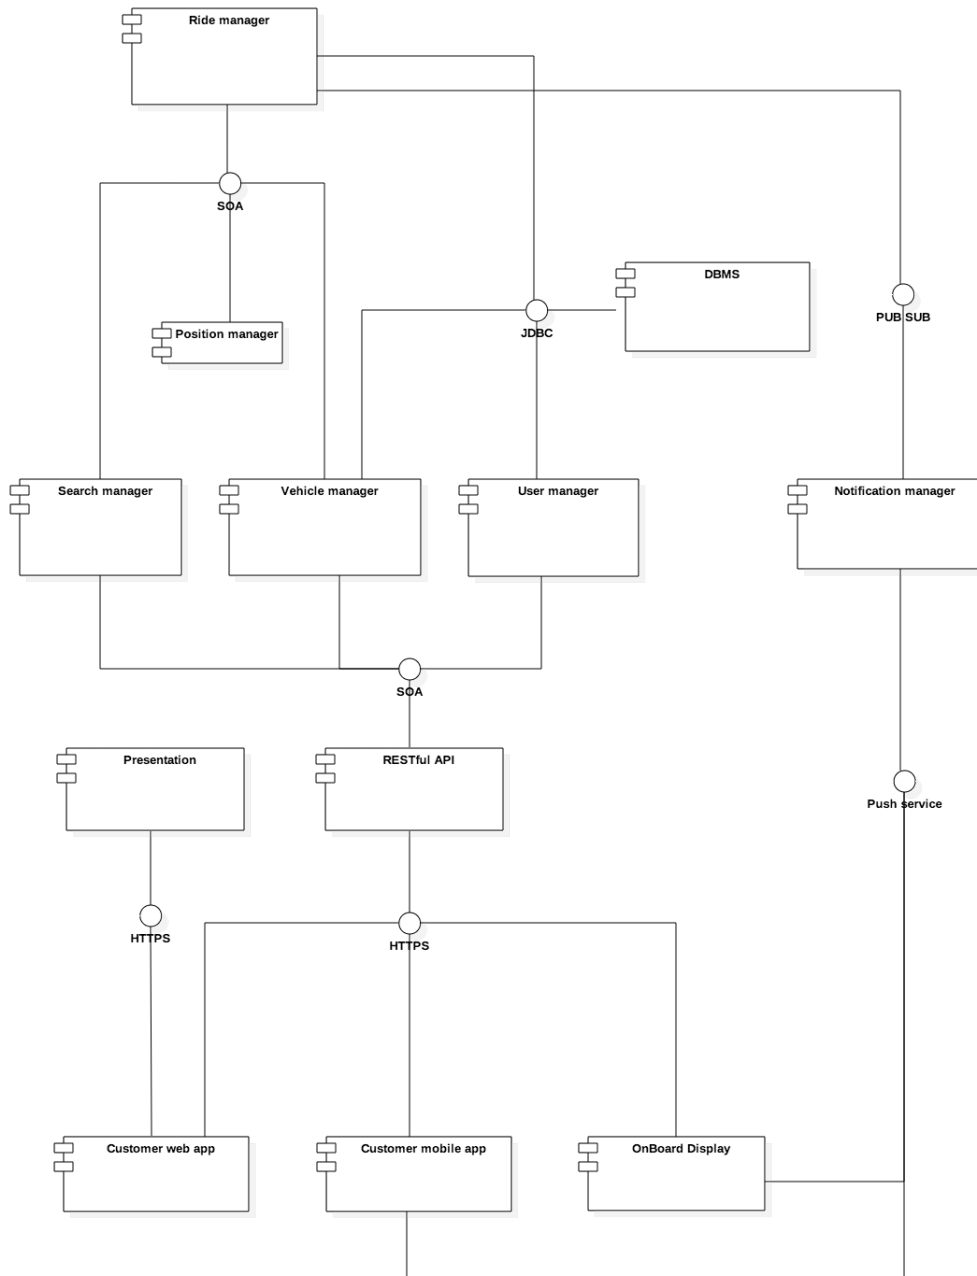 Ride manager
SOA
DBMS
PUB SUB
Position manager
JDBC
Search manager
Vehicle manager
User manager
Notification manager
SOA
Presentation
RESTful API
Push service
HTTPS
HTTPS
Customer web app
Customer mobile app
OnBoard Display